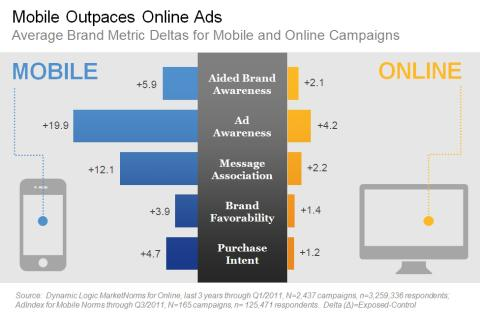 Mobile Outpaces Online Ads
Average Brand Metric Deltas for Mobile and Online Campaigns
MOBILE
ONLINE
+5.9
Aided Brand
Awareness
+2.1
+19.9
Ad
Awareness
+4.2
+12.1
Message
Association
+2.2
+3.9
Brand
Favorability
+1.4
+4.7
Purchase
Intent
+1.2
Source: Dynamic Logic MarketNorms for Online, last 3 years through Q1/2011, N=2,437 campaigns, n=3,259,336 respondents;
AdIndex for Mobile Norms through Q3/2011, N=165 campaigns, n= 125,471 respondents. Delta (Δ)=Exposed-Control